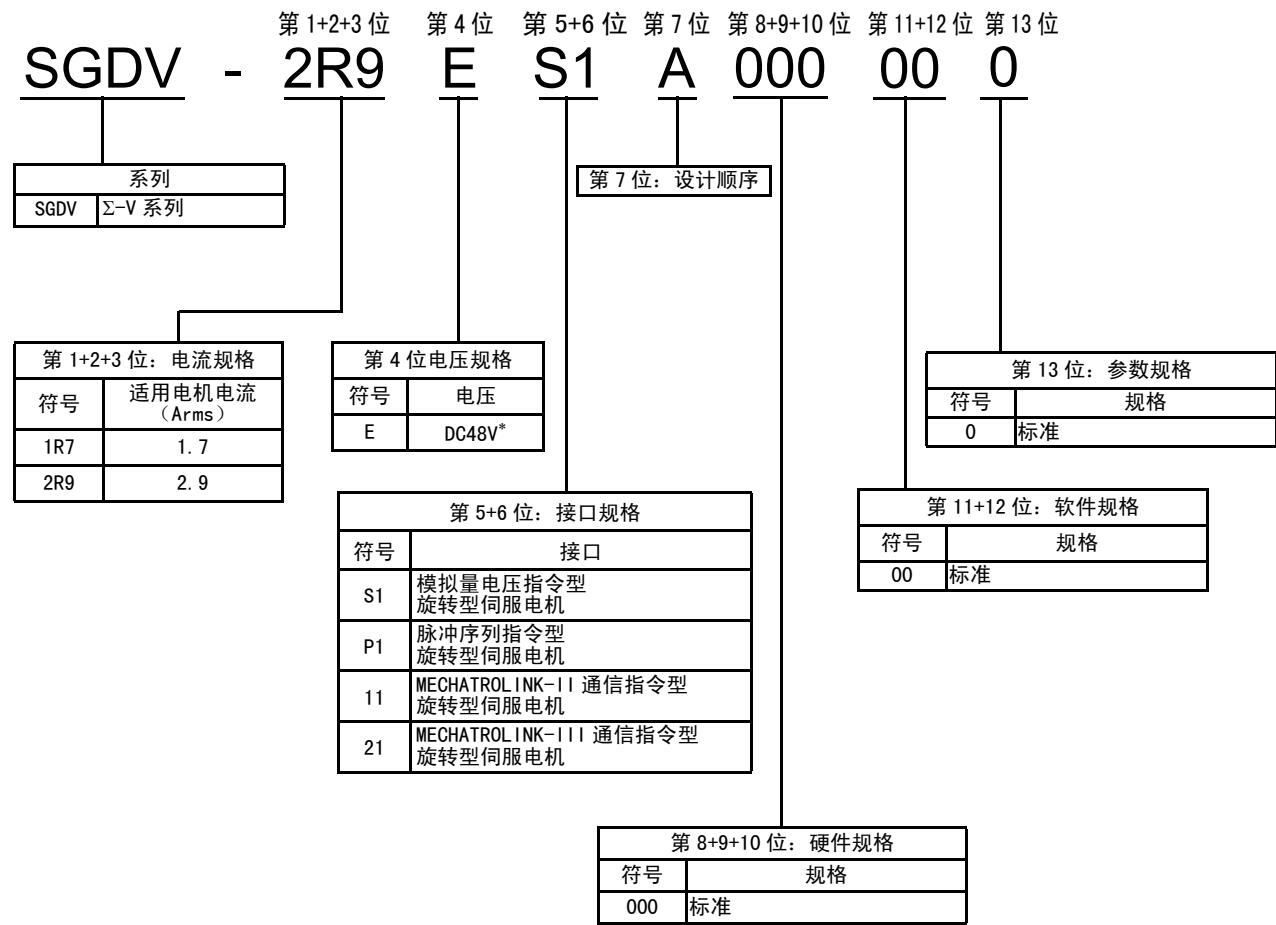 第 1+2+3 位 第 4 位 第 5+6 位 第 7 位 第 8+9+10 位 第 11+12 位 第 13 位
SGDV - 2R9 E S1 A 000 00 0
系列
SGDV Σ-V 系列
第 7 位：设计顺序
第 1+2+3 位：电流规格
符号 适用电机电流
（Arms）
1R7 1.7
2R9 2.9
第 4 位电压规格
符号 电压
E DC48V*
第 13 位：参数规格
符号 规格
0 标准
第 5+6 位：接口规格
符号 接口
S1 模拟量电压指令型
旋转型伺服电机
P1 脉冲序列指令型
旋转型伺服电机
11 MECHATROLINK-II 通信指令型
旋转型伺服电机
21 MECHATROLINK-III 通信指令型
旋转型伺服电机
第 11+12 位：软件规格
符号 规格
00 标准
第 8+9+10 位：硬件规格
符号 规格
000 标准